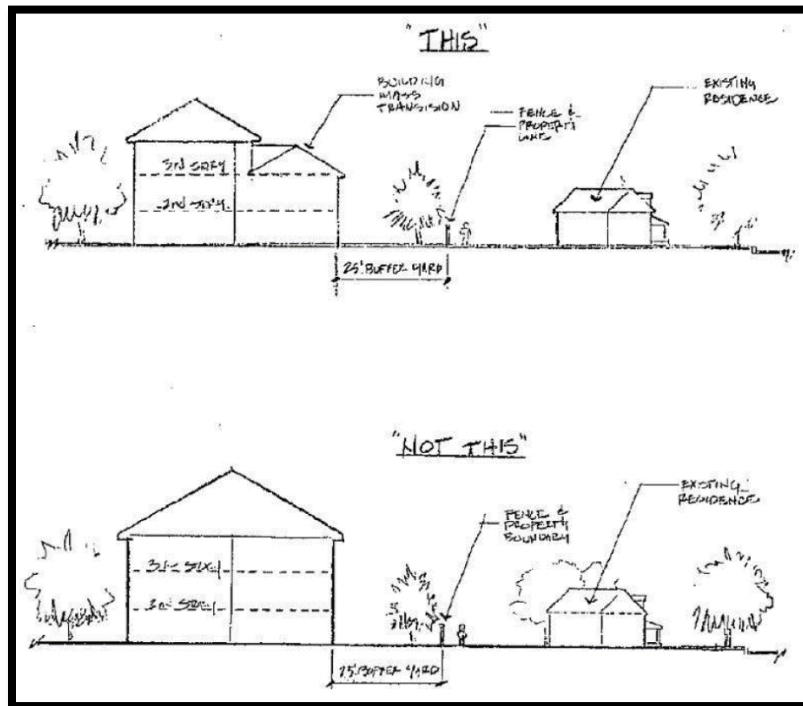 "THIS"
BUILDING
MASS
TRANSISION
EXISTING
RESIDENCE
FENCE &
PROPERTY
LINE
3rd STORY
2nd STORY
25' BUFFER YARD
"NOT THIS"
EXISTING
RESIDENCE
FENCE &
PROPERTY
BOUNDARY
3rd STORY
2nd STORY
25' BUFFER YARD